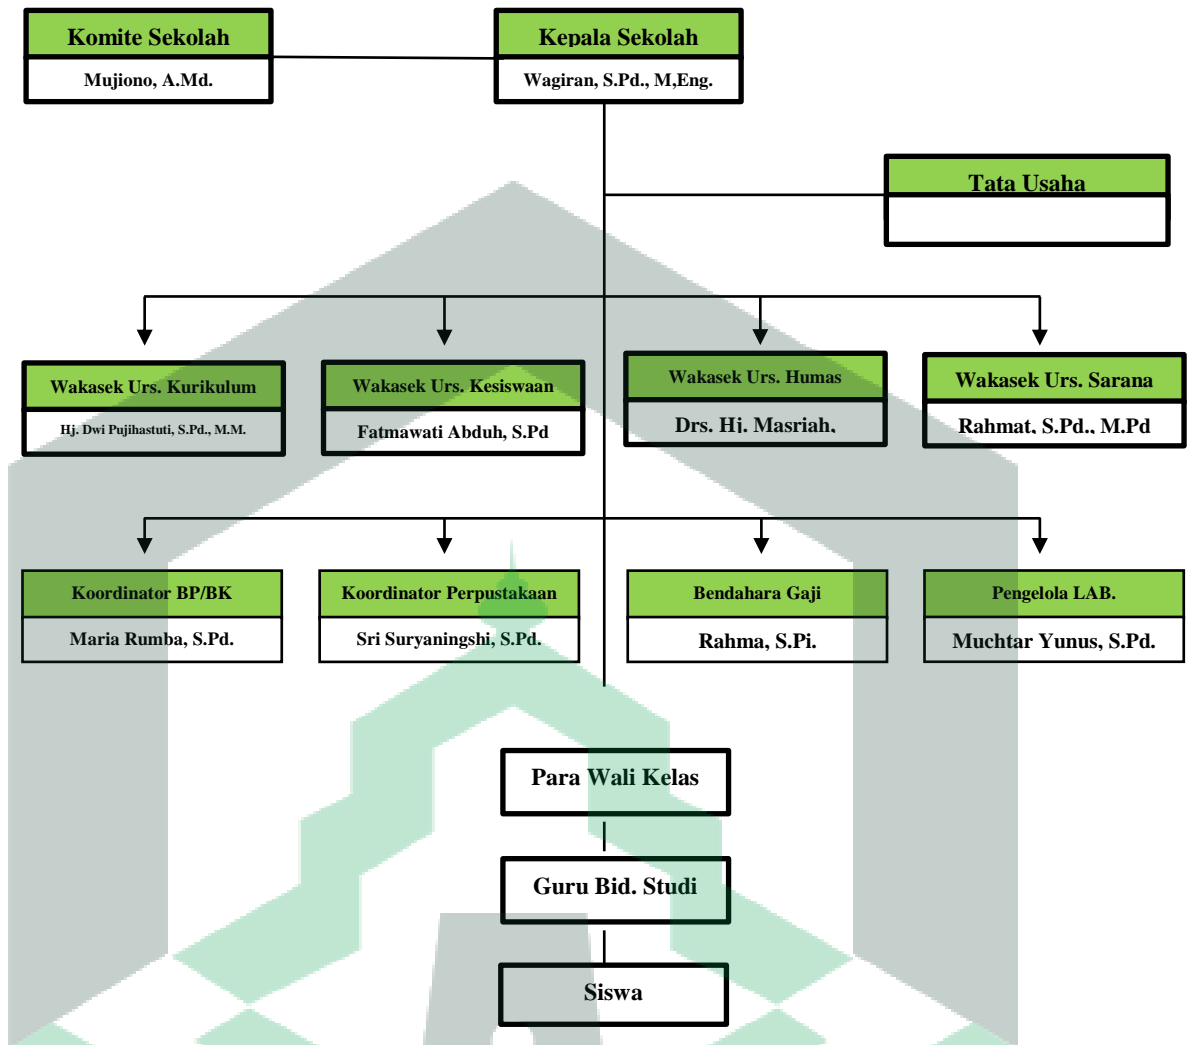 Komite Sekolah
Mujiono, A.Md.
Kepala Sekolah
Wagiran, S.Pd., M,Eng.
Tata Usaha
Wakasek Urs. Kurikulum
Hj. Dwi Pujihastuti, S.Pd., M.M.
Wakasek Urs. Kesiswaan
Fatmawati Abduh, S.Pd
Wakasek Urs. Humas
Drs. Hj. Masriah,
Wakasek Urs. Sarana
Rahmat, S.Pd., M.Pd
Koordinator BP/BK
Maria Rumba, S.Pd.
Koordinator Perpustakaan
Sri Suryaningshi, S.Pd.
Bendahara Gaji
Rahma, S.Pi.
Pengelola LAB.
Muchtar Yunus, S.Pd.
Para Wali Kelas
Guru Bid. Studi
Siswa